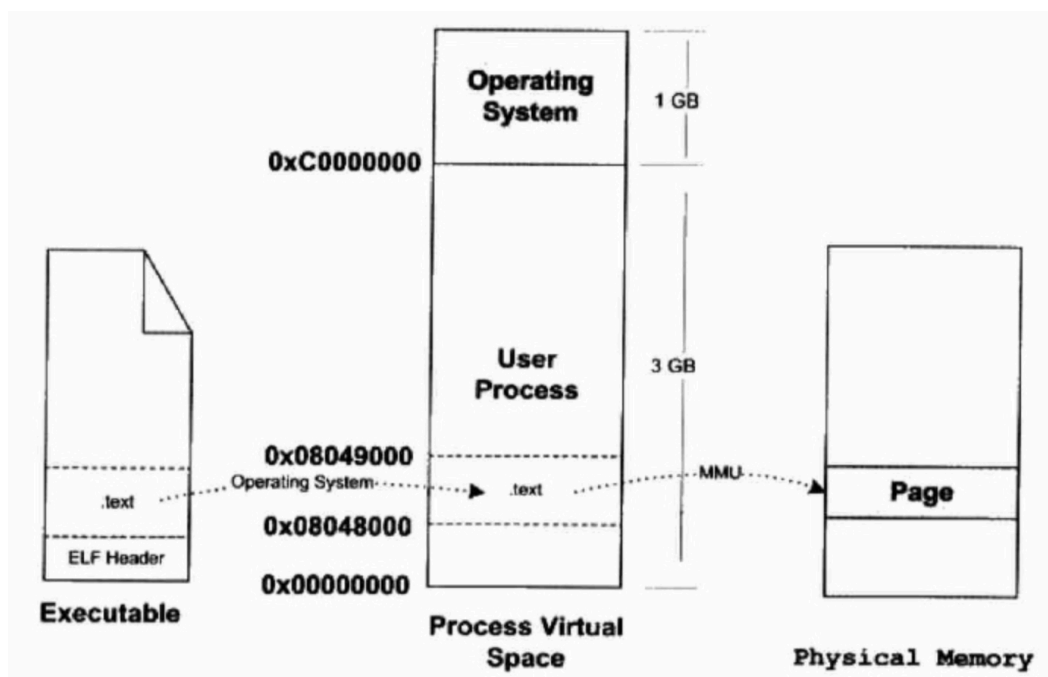 Operating
System
1 GB
0xC0000000
User
Process
3 GB
0x08049000
.text
Operating System
.text
MMU
Page
0x08048000
ELF Header
0x00000000
Executable
Process Virtual
Space
Physical Memory